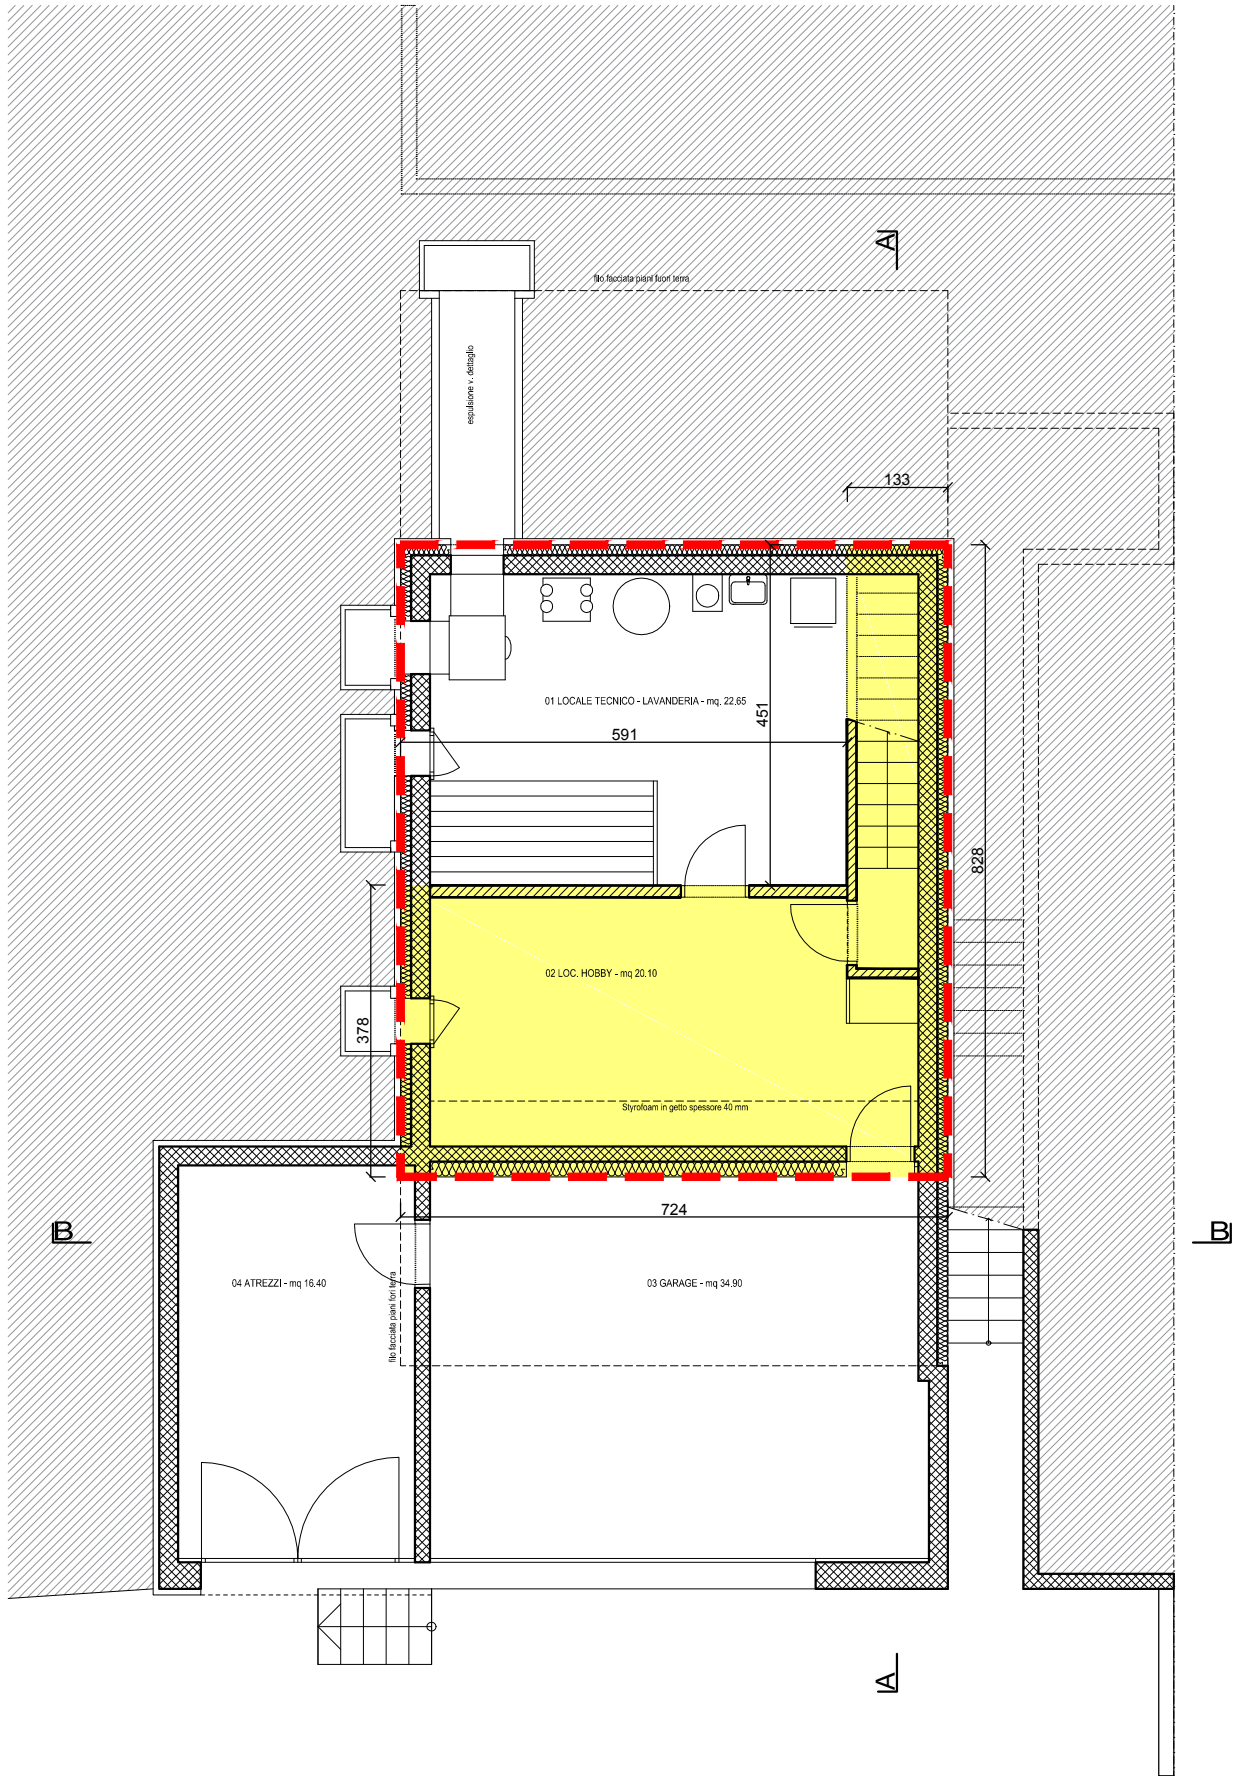 A
filo facciata piani fuori terra
espulsione v. dettaglio
133
01 LOCALE TECNICO - LAVANDERIA - mq. 22.65
451
591
828
02 LOC. HOBBY - mq 20.10
378
Styrofoam in getto spessore 40 mm
724
B
B
04 ATREZZI - mq 16.40
03 GARAGE - mq 34.90
filo facciata piani fori terra
A